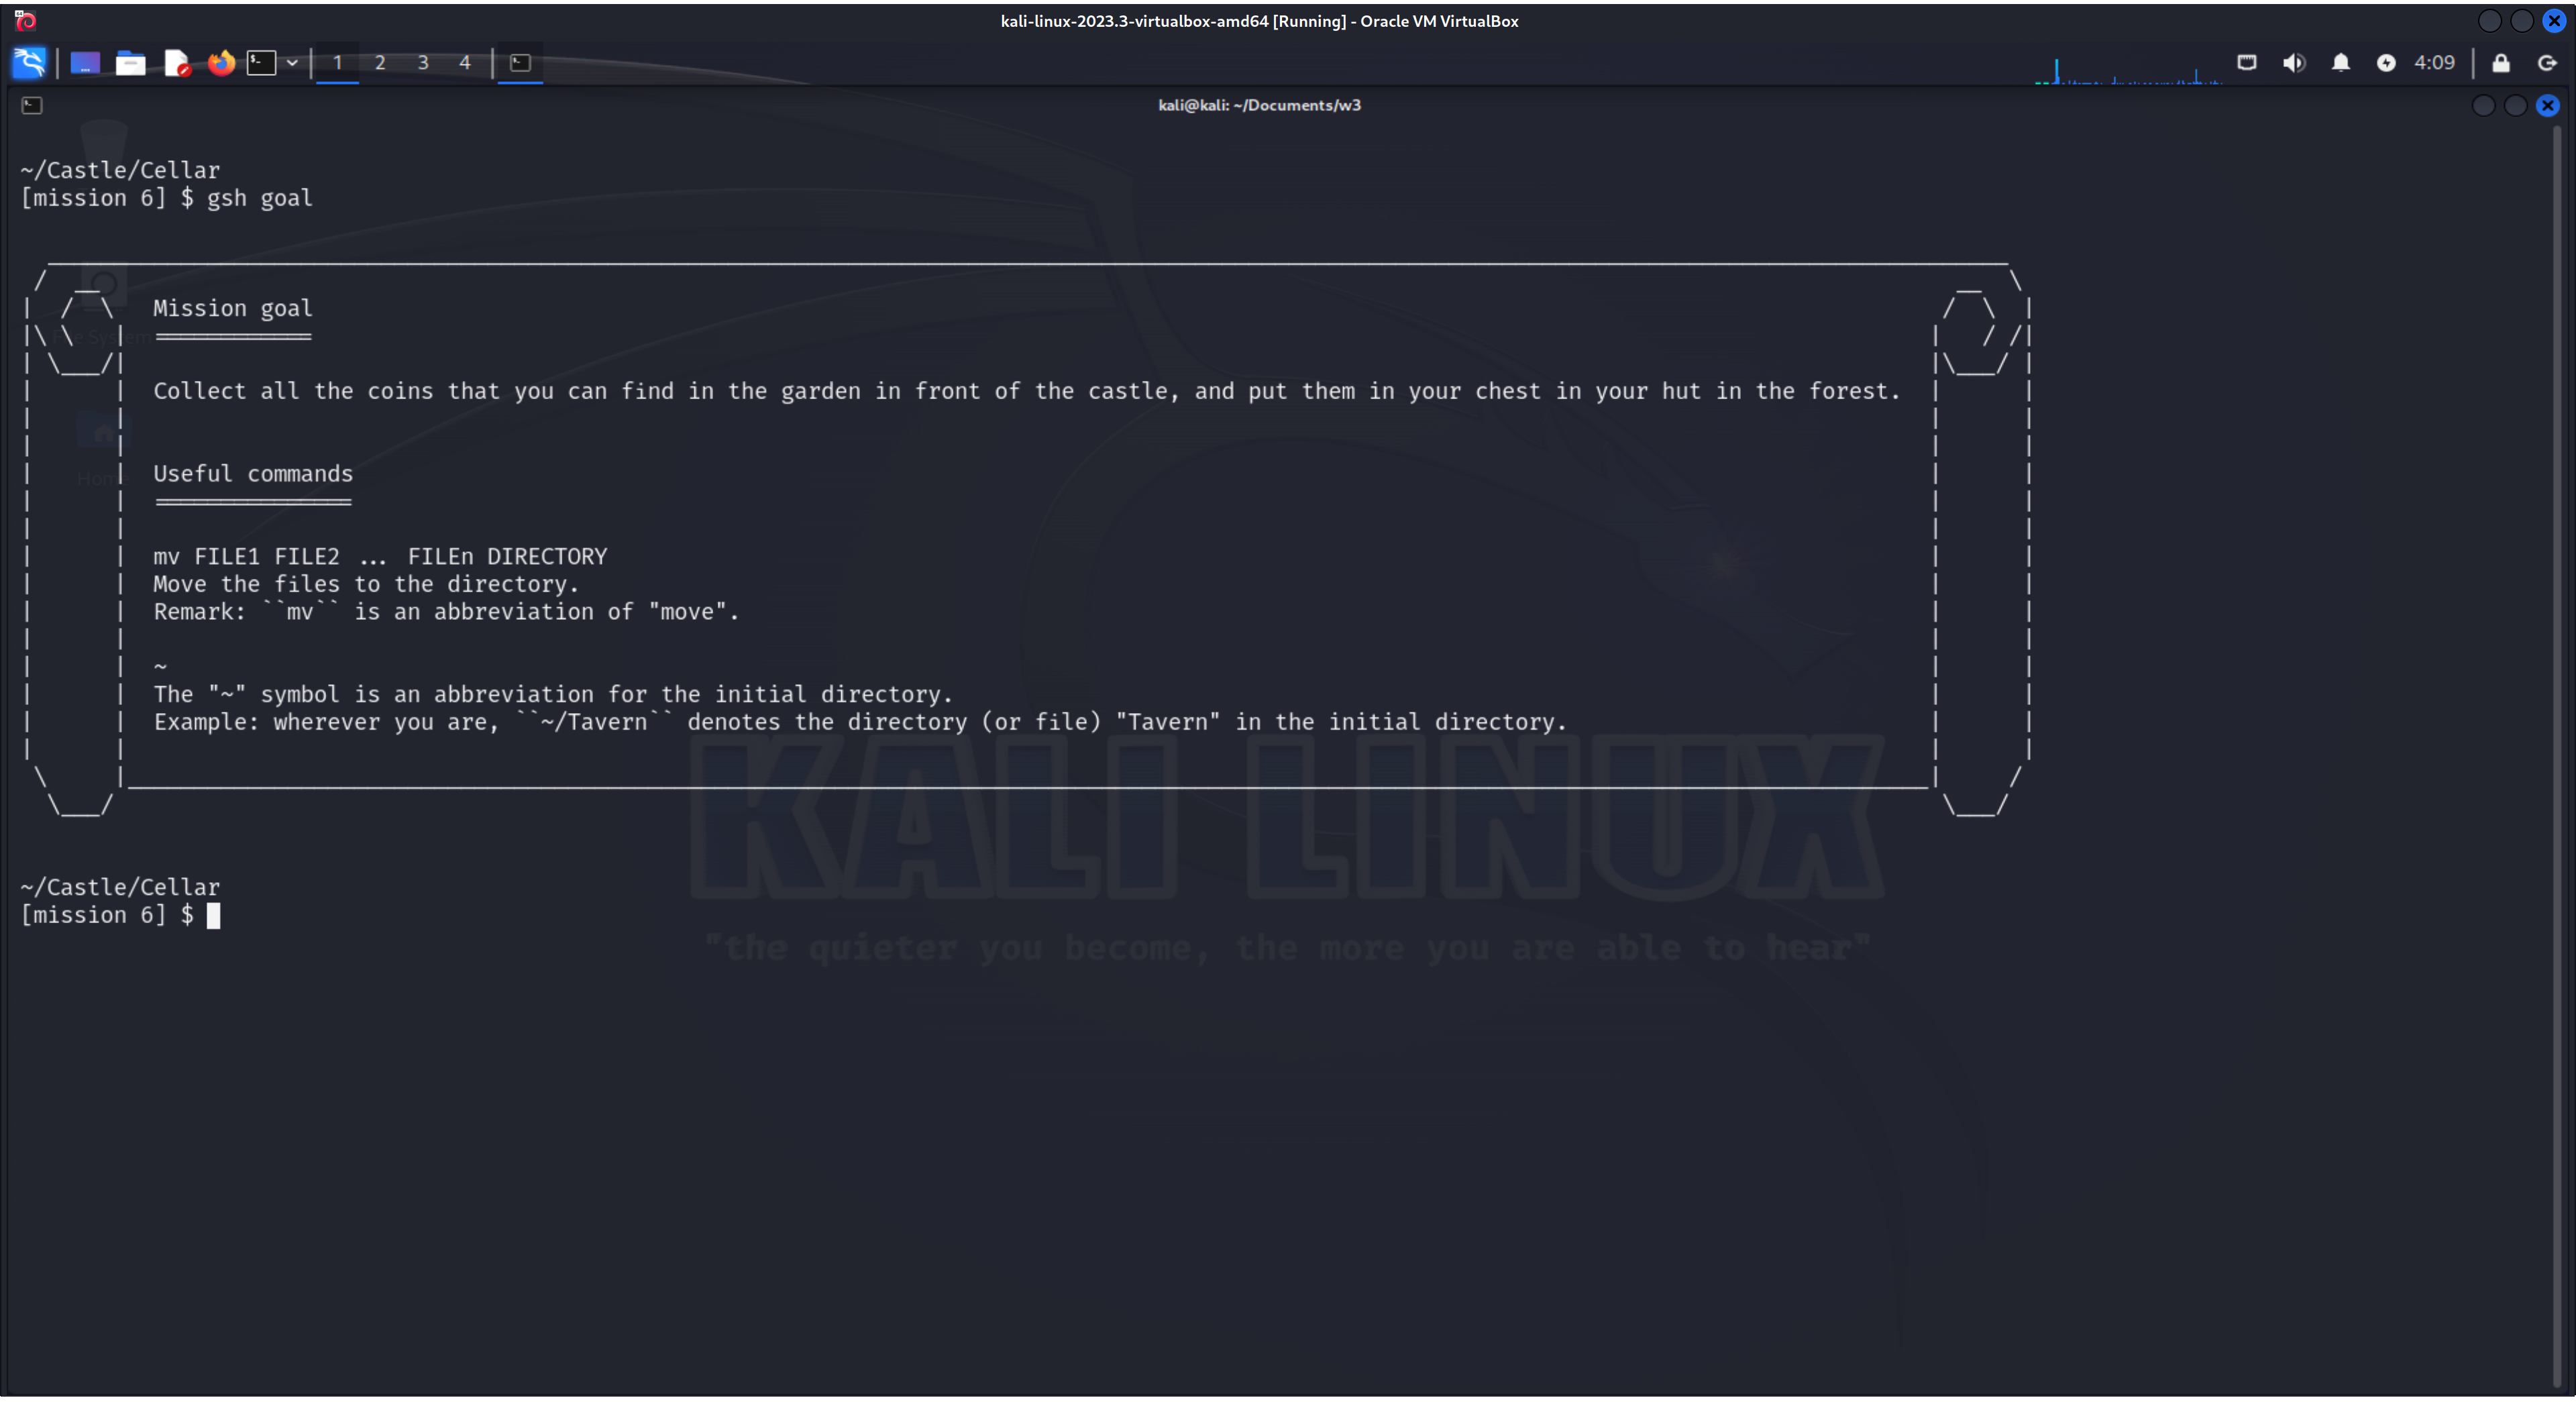 kali-linux-2023.3-virtualbox-amd64 [Running] - Oracle VM VirtualBox
1 2 3 4 4:09
kali@kali: ~/Documents/w3
~/Castle/Cellar
[mission 6] $ gsh goal
Mission goal
============
Collect all the coins that you can find in the garden in front of the castle, and put them in your chest in your hut in the forest.
Useful commands
===============
mv FILE1 FILE2 ... FILEn DIRECTORY
Move the files to the directory.
Remark: ``mv`` is an abbreviation of "move".
~
The "~" symbol is an abbreviation for the initial directory.
Example: wherever you are, ``~/Tavern`` denotes the directory (or file) "Tavern" in the initial directory.
~/Castle/Cellar
[mission 6] $
File System
Home
KALI LINUX
"the quieter you become, the more you are able to hear"